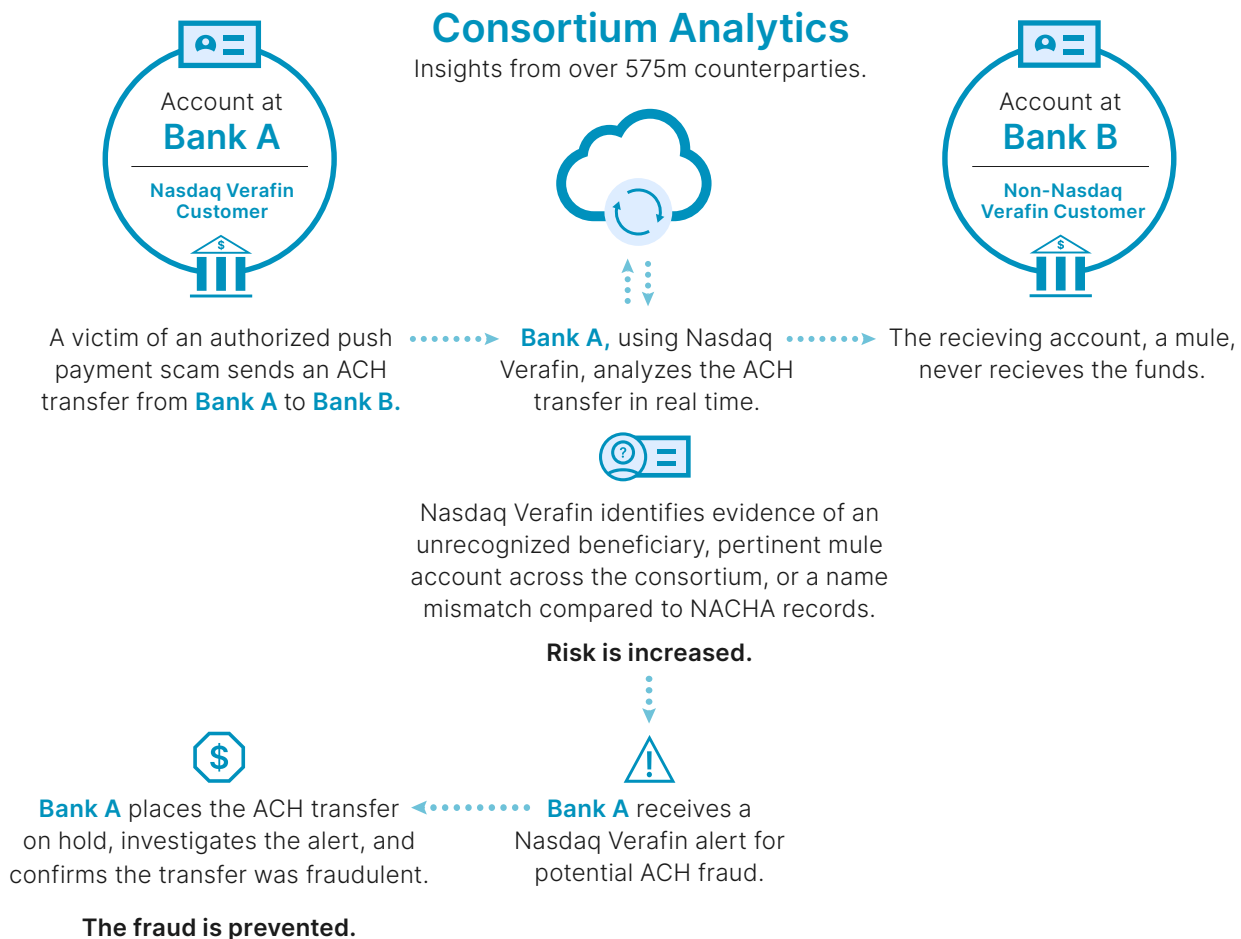 Consortium Analytics
Insights from over 575m counterparties.
Account at
Bank A
Nasdaq Verafin
Customer
$
Account at
Bank B
Non-Nasdaq
Verafin Customer
$
A victim of an authorized push
payment scam sends an ACH
transfer from Bank A to Bank B.
Bank A, using Nasdaq
Verafin, analyzes the ACH
transfer in real time.
The recieving account, a mule,
never recieves the funds.
?
Nasdaq Verafin identifies evidence of an
unrecognized beneficiary, pertinent mule
account across the consortium, or a name
mismatch compared to NACHA records.
Risk is increased.
!
Bank A receives a
Nasdaq Verafin alert for
potential ACH fraud.
$
Bank A places the ACH transfer
on hold, investigates the alert, and
confirms the transfer was fraudulent.
The fraud is prevented.